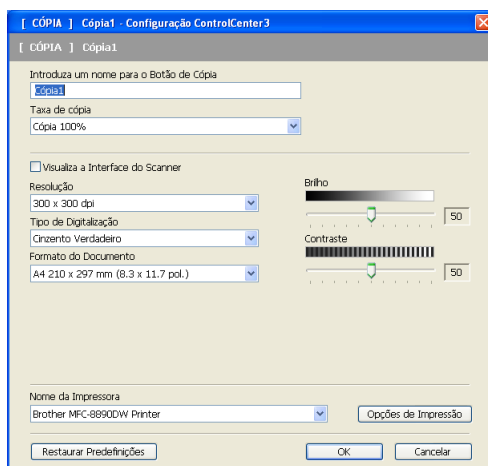 [ CÓPIA ] Cópia1 - Configuração ControlCenter3
[ CÓPIA ] Cópia1
Introduza um nome para o Botão de Cópia
Cópia1
Taxa de cópia
Cópia 100%
Visualiza a Interface do Scanner
Resolução
300 x 300 dpi
Tipo de Digitalização
Cinzento Verdadeiro
Formato do Documento
A4 210 x 297 mm (8.3 x 11.7 pol.)
Brilho
50
Contraste
50
Nome da Impressora
Brother MFC-8890DW Printer
Opções de Impressão
Restaurar Predefinições
OK
Cancelar